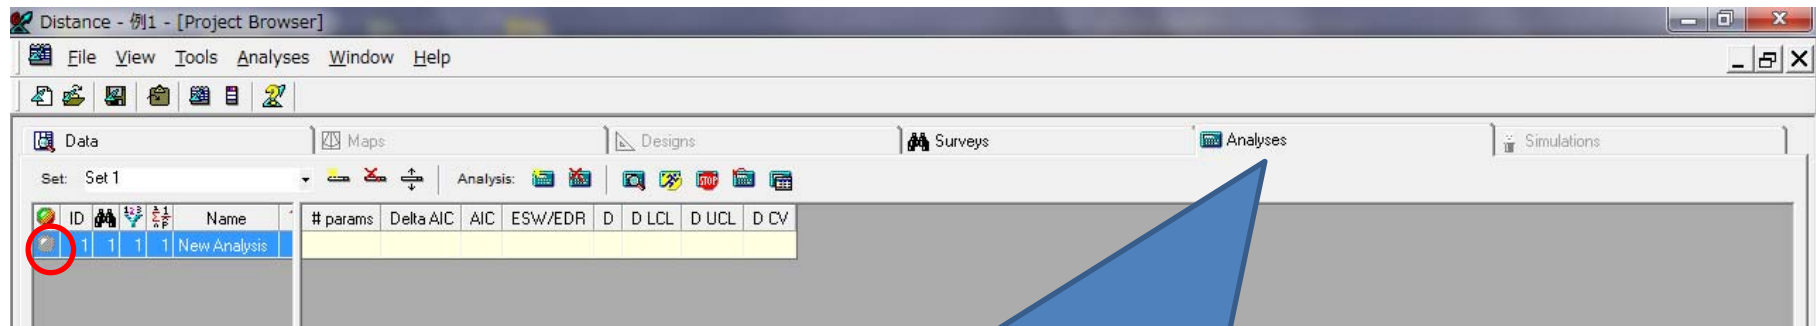 Distance - 例1 - [Project Browser]
File View Tools Analyses Window Help
Data Maps Designs Surveys Analyses Simulations
Set: Set 1 Analysis: STOP
ID Name # params Delta AIC AIC ESW/EDR D D LCL D UCL D CV
1 1 1 1 New Analysis